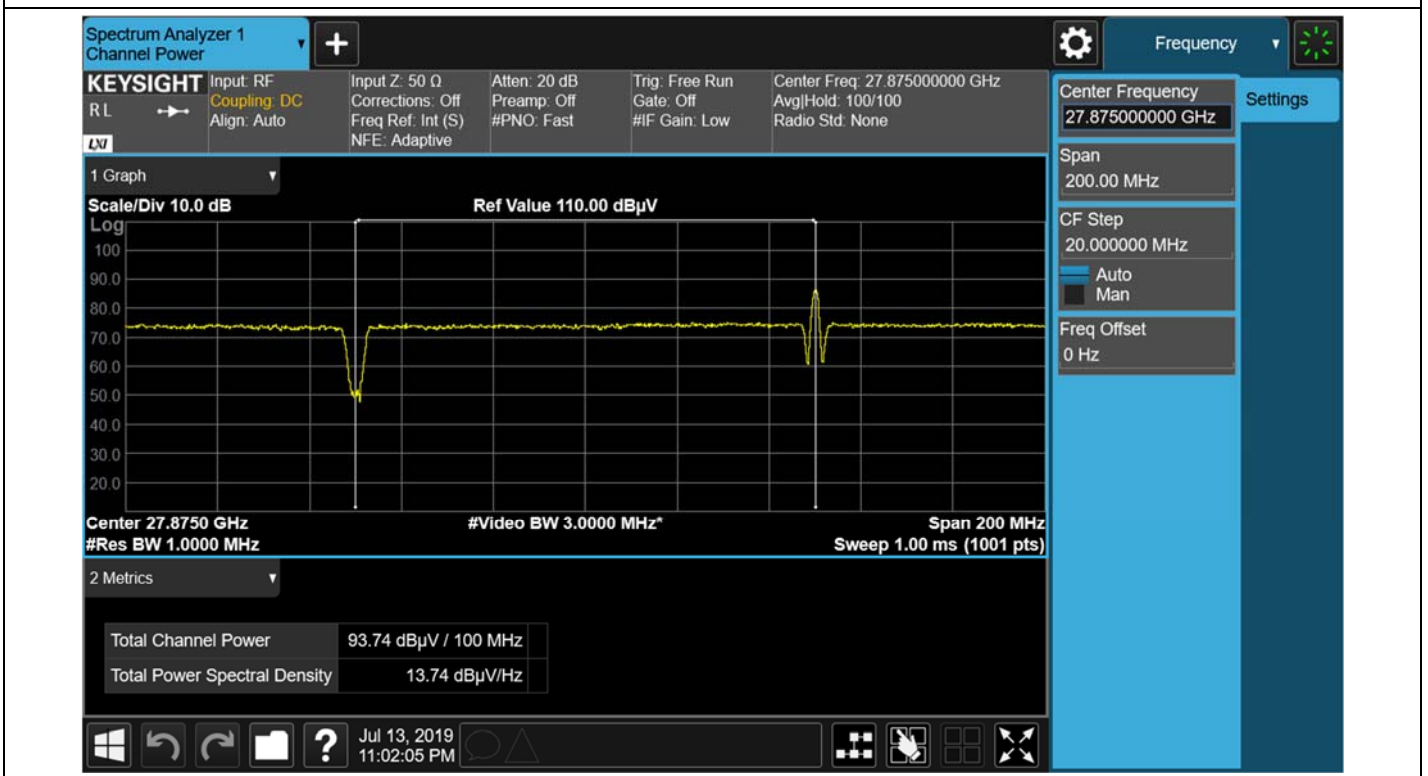 Spectrum Analyzer 1
Channel Power
+
Frequency
KEYSIGHT
RL
LXI
Input: RF
Coupling: DC
Align: Auto
Input Z: 50 Ω
Corrections: Off
Freq Ref: Int (S)
NFE: Adaptive
Atten: 20 dB
Preamp: Off
#PNO: Fast
Trig: Free Run
Gate: Off
#IF Gain: Low
Center Freq: 27.875000000 GHz
Avg|Hold: 100/100
Radio Std: None
Center Frequency
27.875000000 GHz
Settings
Span
200.00 MHz
CF Step
20.000000 MHz
Auto
Man
Freq Offset
0 Hz
1 Graph
Scale/Div 10.0 dB
Ref Value 110.00 dBµV
Log
100
90.0
80.0
70.0
60.0
50.0
40.0
30.0
20.0
Center 27.8750 GHz
#Video BW 3.0000 MHz*
Span 200 MHz
#Res BW 1.0000 MHz
Sweep 1.00 ms (1001 pts)
2 Metrics
Total Channel Power 93.74 dBµV / 100 MHz
Total Power Spectral Density 13.74 dBµV/Hz
?
Jul 13, 2019
11:02:05 PM